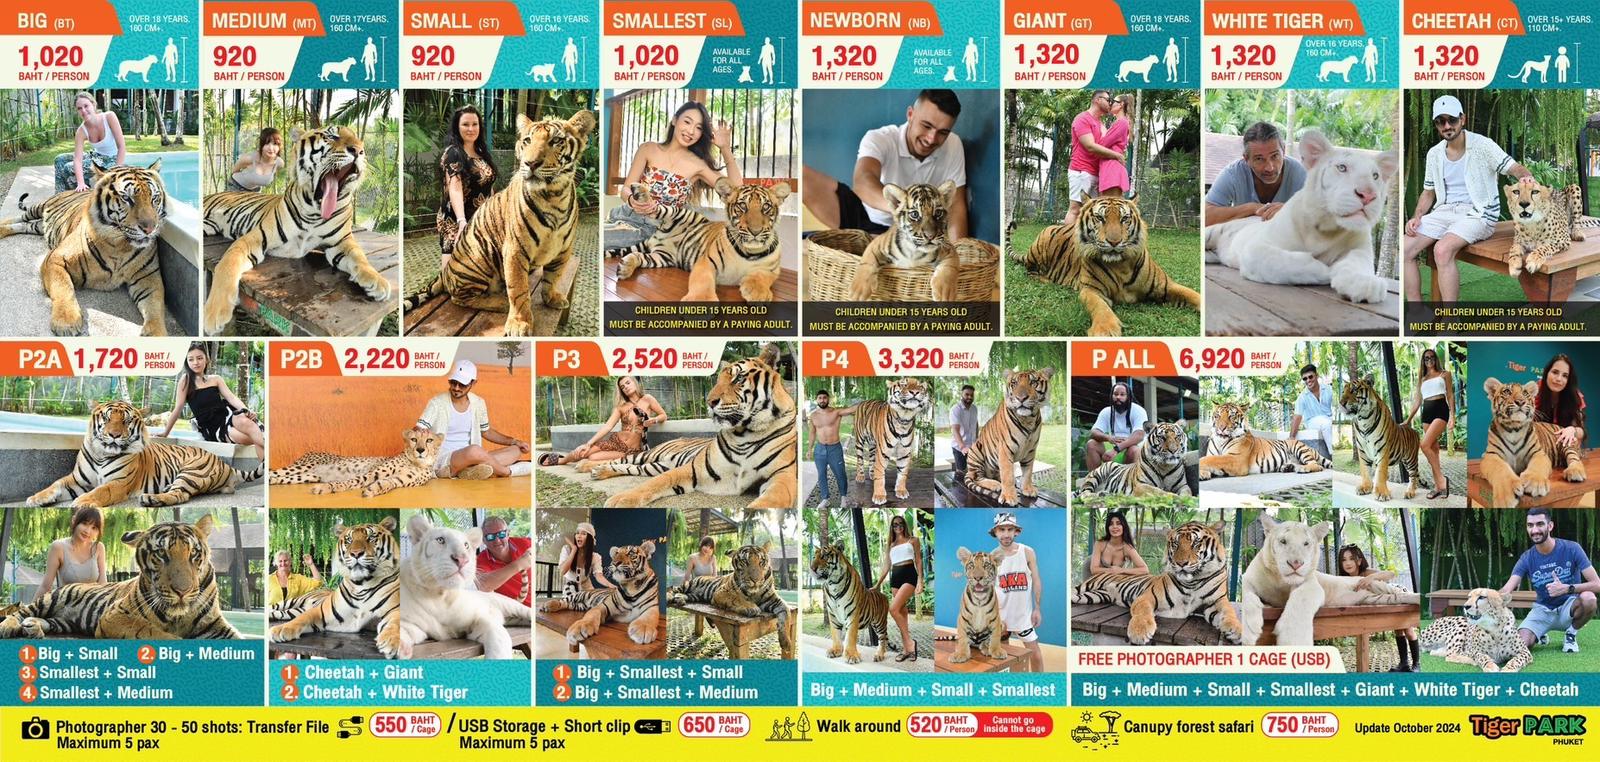 BIG (BT)
OVER 18 YEARS.
160 CM+.
1,020
BAHT / PERSON
MEDIUM (MT)
OVER 17YEARS.
160 CM+.
920
BAHT / PERSON
SMALL (ST)
OVER 16 YEARS.
160 CM+.
920
BAHT / PERSON
SMALLEST (SL)
1,020
BAHT / PERSON
AVAILABLE
FOR ALL
AGES.
CHILDREN UNDER 15 YEARS OLD
MUST BE ACCOMPANIED BY A PAYING ADULT.
NEWBORN (NB)
1,320
BAHT / PERSON
AVAILABLE
FOR ALL
AGES.
CHILDREN UNDER 15 YEARS OLD
MUST BE ACCOMPANIED BY A PAYING ADULT.
GIANT (GT)
OVER 18 YEARS.
160 CM+.
1,320
BAHT / PERSON
WHITE TIGER (WT)
OVER 16 YEARS.
160 CM+.
1,320
BAHT / PERSON
CHEETAH (CT)
OVER 15+ YEARS.
110 CM+.
1,320
BAHT / PERSON
CHILDREN UNDER 15 YEARS OLD
MUST BE ACCOMPANIED BY A PAYING ADULT.
P2A 1,720 BAHT / PERSON
1. Big + Small 2. Big + Medium
3. Smallest + Small
4. Smallest + Medium
P2B 2,220 BAHT / PERSON
1. Cheetah + Giant
2. Cheetah + White Tiger
P3 2,520 BAHT / PERSON
1. Big + Smallest + Small
2. Big + Smallest + Medium
P4 3,320 BAHT / PERSON
Big + Medium + Small + Smallest
P ALL 6,920 BAHT / PERSON
FREE PHOTOGRAPHER 1 CAGE (USB)
Big + Medium + Small + Smallest + Giant + White Tiger + Cheetah
Photographer 30 - 50 shots: Transfer File 550 BAHT / Cage / USB Storage + Short clip 650 BAHT / Cage
Maximum 5 pax Maximum 5 pax
Walk around 520 BAHT / Person Cannot go inside the cage
Canupy forest safari 750 BAHT / Person
Update October 2024
Tiger PARK
PHUKET